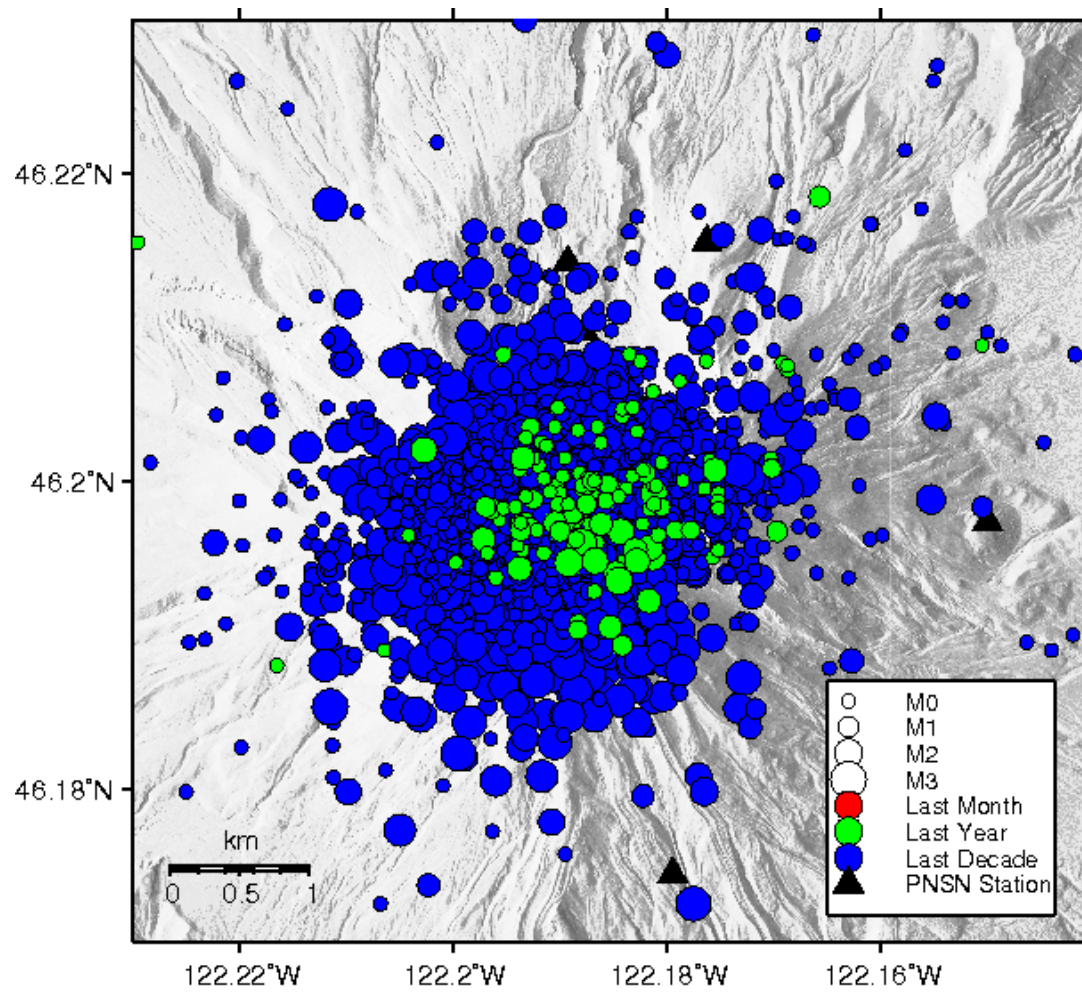 46.22°N
46.2°N
46.18°N
km
0 0.5 1
M0
M1
M2
M3
Last Month
Last Year
Last Decade
PNSN Station
122.22°W 122.2°W 122.18°W 122.16°W